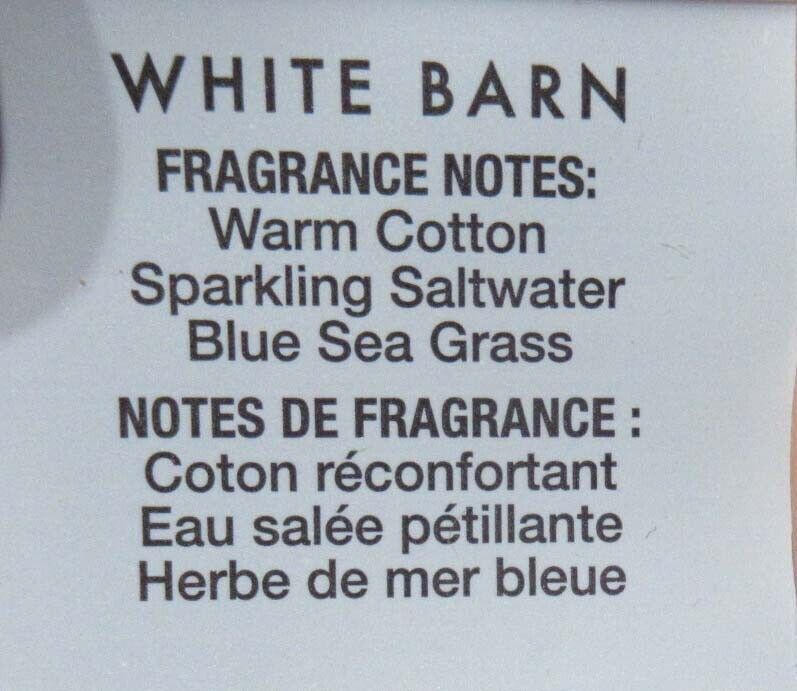 WHITE BARN
FRAGRANCE NOTES:
Warm Cotton
Sparkling Saltwater
Blue Sea Grass
NOTES DE FRAGRANCE :
Coton réconfortant
Eau salée pétillante
Herbe de mer bleue